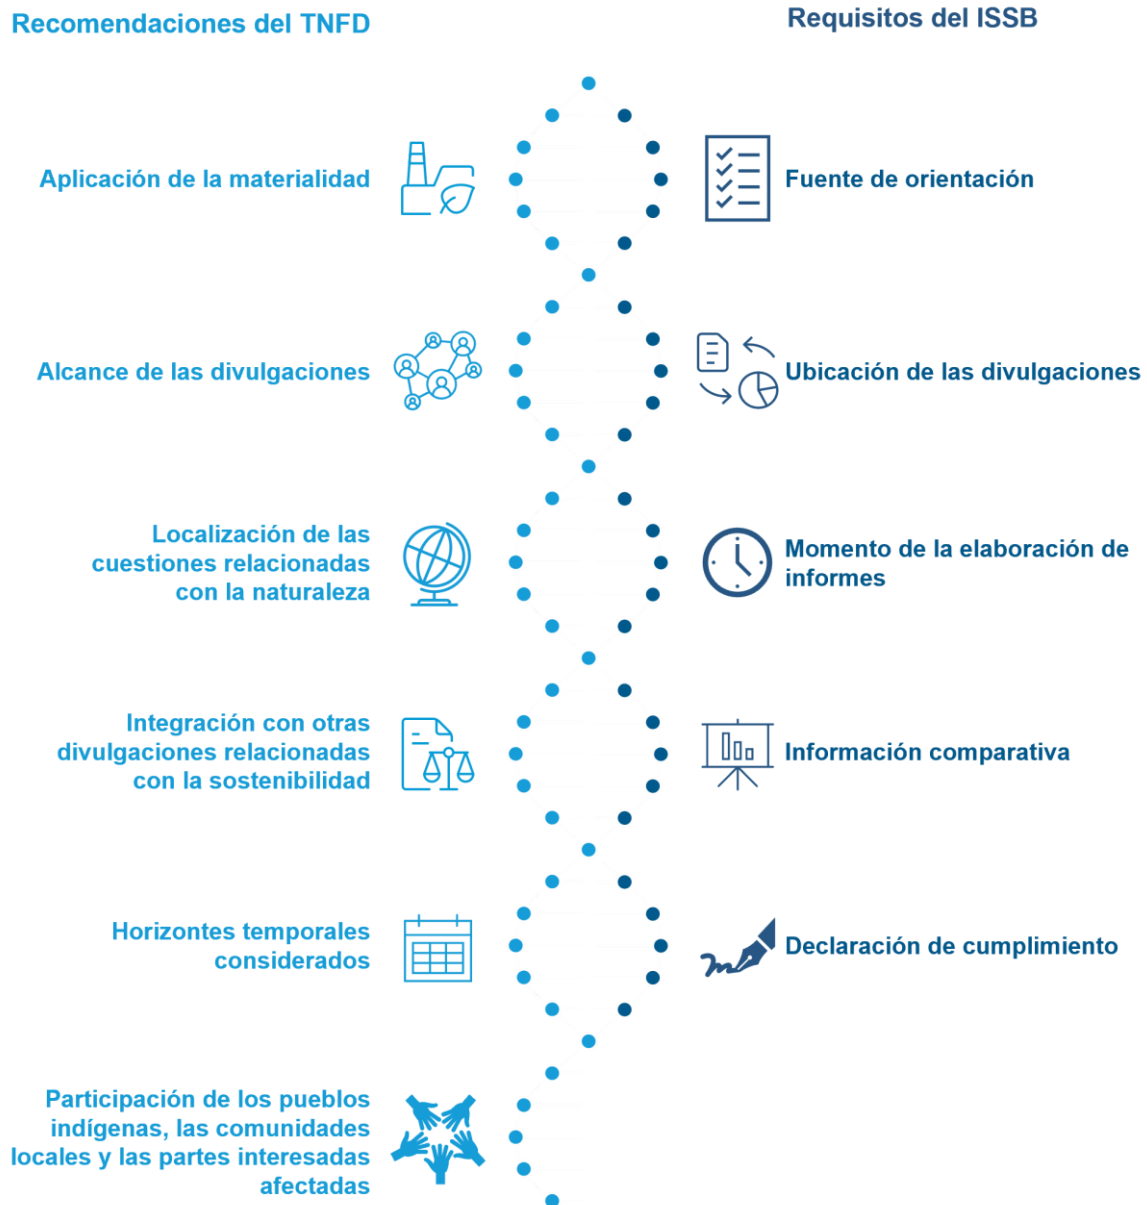 Recomendaciones del TNFD
Requisitos del ISSB
Aplicación de la materialidad
Fuente de orientación
Alcance de las divulgaciones
Ubicación de las divulgaciones
Localización de las
cuestiones relacionadas
con la naturaleza
Momento de la elaboración de
informes
Integración con otras
divulgaciones relacionadas
con la sostenibilidad
Información comparativa
Horizontes temporales
considerados
Declaración de cumplimiento
Participación de los pueblos
indígenas, las comunidades
locales y las partes interesadas
afectadas